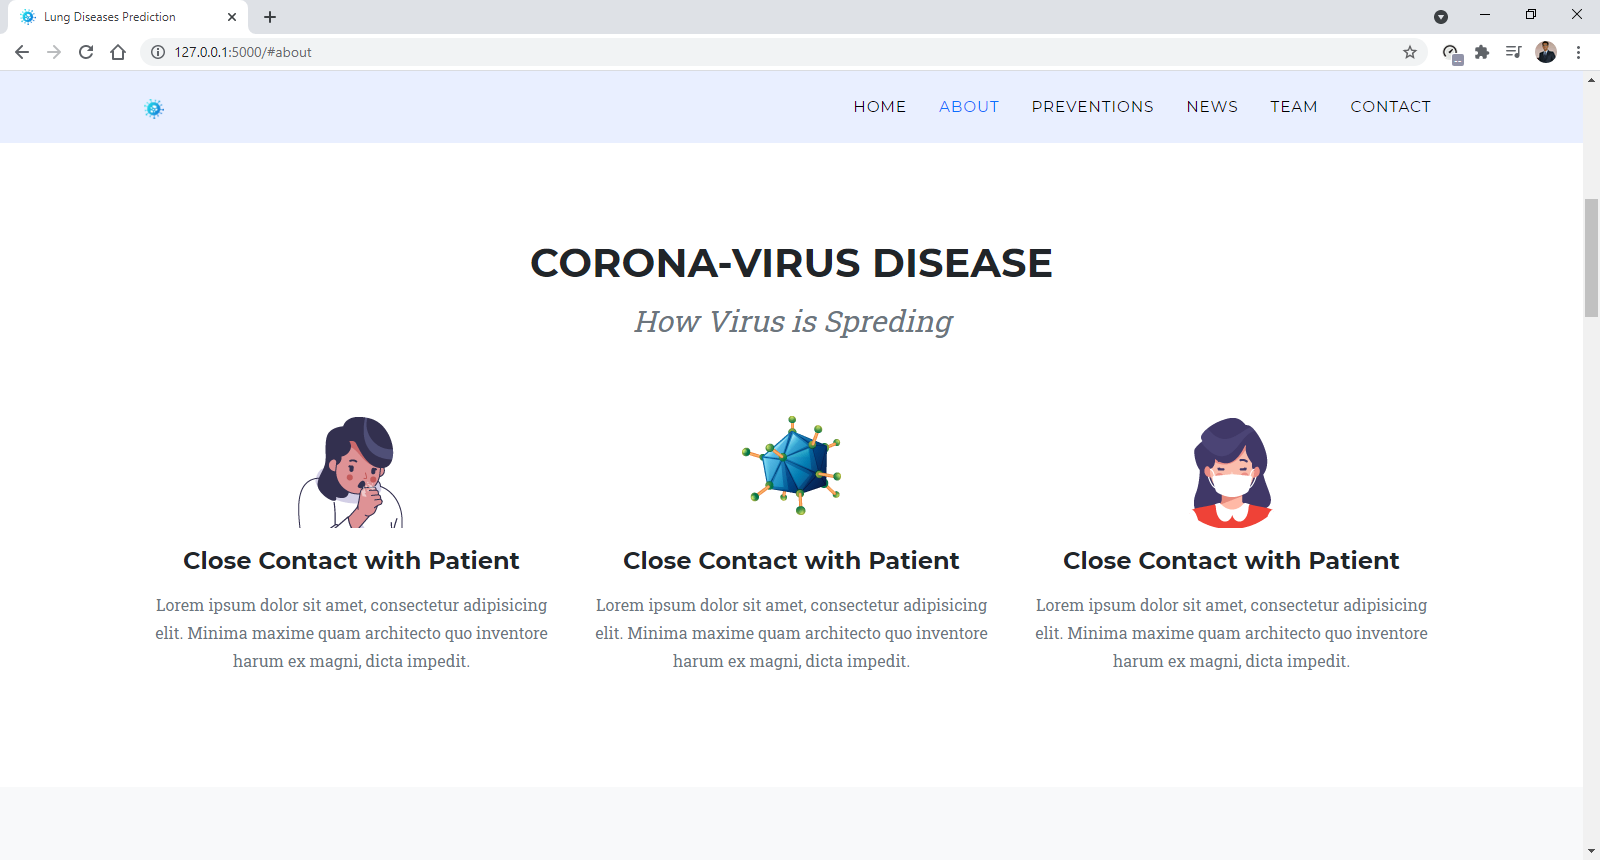 Lung Diseases Prediction
127.0.0.1:5000/#about
HOME ABOUT PREVENTIONS NEWS TEAM CONTACT
CORONA-VIRUS DISEASE
How Virus is Spreding
Close Contact with Patient
Lorem ipsum dolor sit amet, consectetur adipisicing
elit. Minima maxime quam architecto quo inventore
harum ex magni, dicta impedit.
Close Contact with Patient
Lorem ipsum dolor sit amet, consectetur adipisicing
elit. Minima maxime quam architecto quo inventore
harum ex magni, dicta impedit.
Close Contact with Patient
Lorem ipsum dolor sit amet, consectetur adipisicing
elit. Minima maxime quam architecto quo inventore
harum ex magni, dicta impedit.